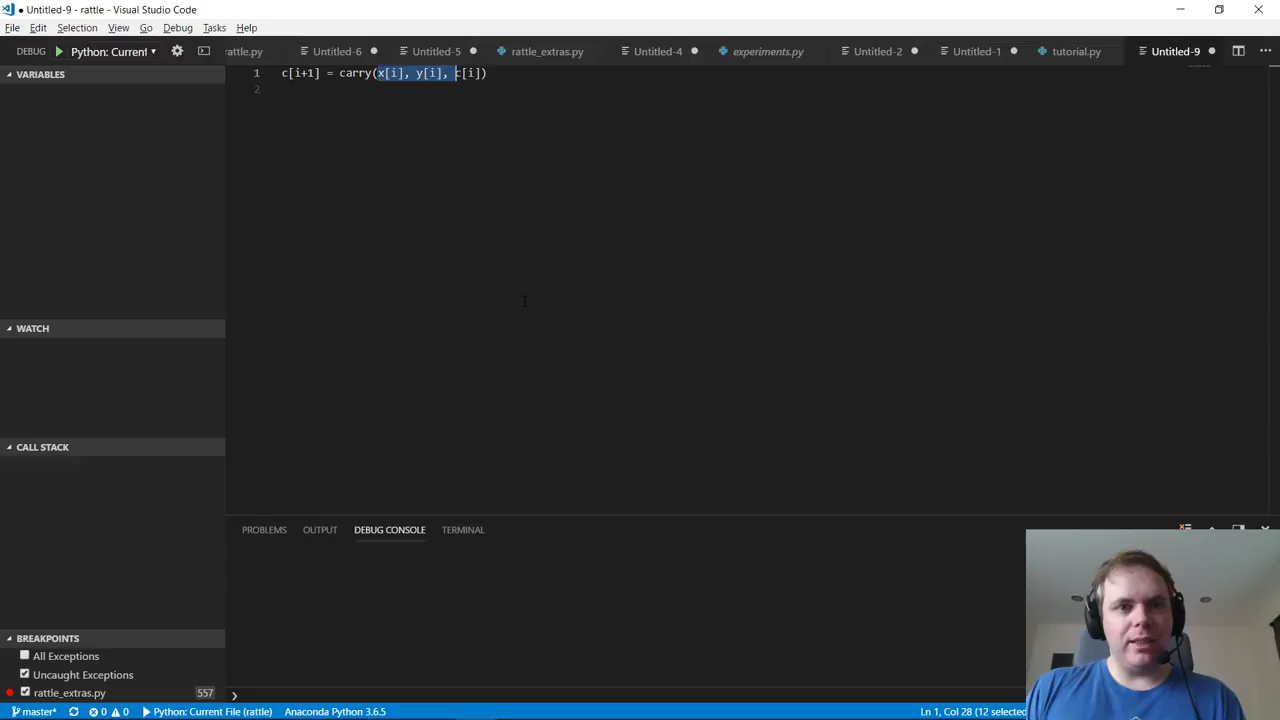 ● Untitled-9 - rattle - Visual Studio Code
File Edit Selection View Go Debug Tasks Help
DEBUG Python: Current rattle.py Untitled-6 Untitled-5 rattle_extras.py Untitled-4 experiments.py Untitled-2 Untitled-1 tutorial.py Untitled-9
VARIABLES
1 c[i+1] = carry(x[i], y[i], c[i])
2
WATCH
CALL STACK
PROBLEMS OUTPUT DEBUG CONSOLE TERMINAL
BREAKPOINTS
All Exceptions
Uncaught Exceptions
rattle_extras.py 557
master* 0 0 Python: Current File (rattle) Anaconda Python 3.6.5 Ln 1, Col 28 (12 selected